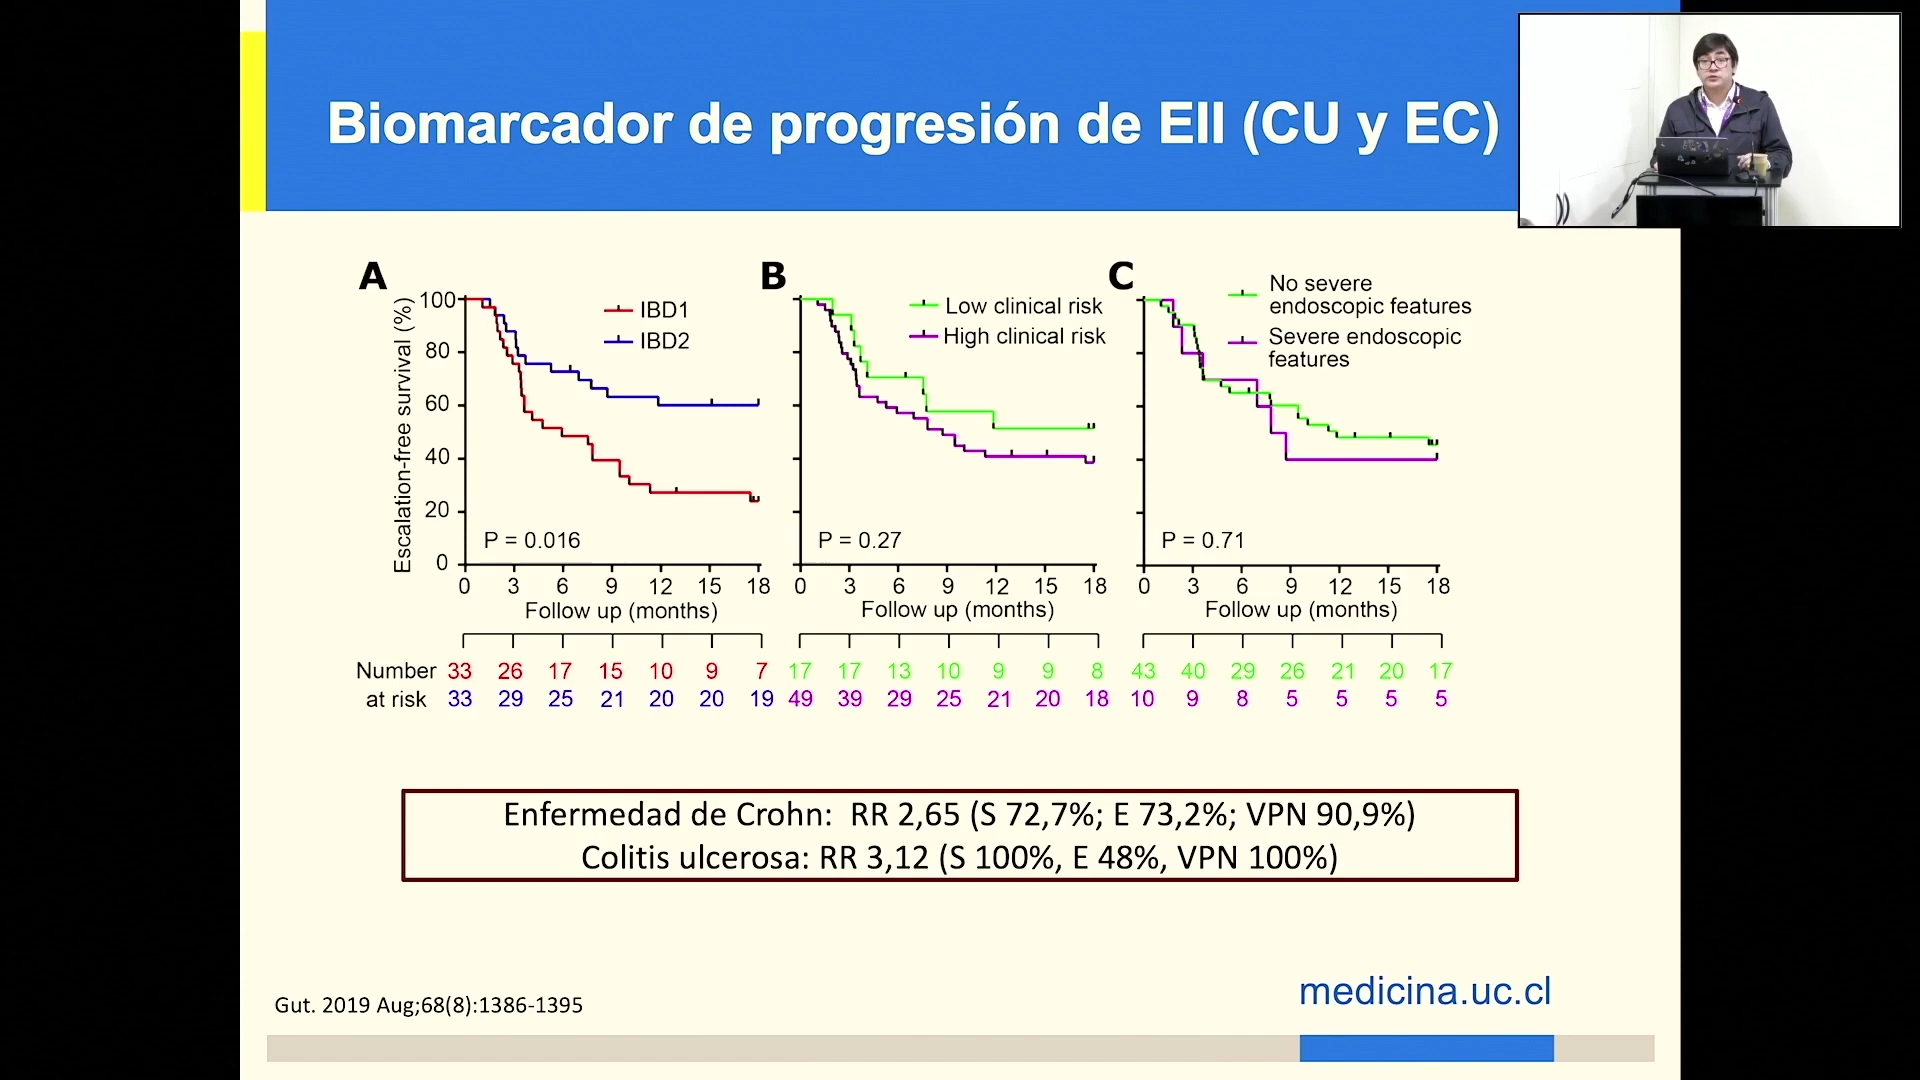 Biomarcador de progresión de EII (CU y EC)
A
Escalation-free survival (%)
100
80
60
40
20
0
IBD1
IBD2
P = 0.016
0 3 6 9 12 15 18
Follow up (months)
B
Low clinical risk
High clinical risk
P = 0.27
0 3 6 9 12 15 18
Follow up (months)
C
No severe
endoscopic features
Severe endoscopic
features
P = 0.71
0 3 6 9 12 15 18
Follow up (months)
Number 33 26 17 15 10 9 7 17 17 13 10 9 9 8 43 40 29 26 21 20 17
at risk 33 29 25 21 20 20 19 49 39 29 25 21 20 18 10 9 8 5 5 5 5
Enfermedad de Crohn: RR 2,65 (S 72,7%; E 73,2%; VPN 90,9%)
Colitis ulcerosa: RR 3,12 (S 100%, E 48%, VPN 100%)
medicina.uc.cl
Gut. 2019 Aug;68(8):1386-1395